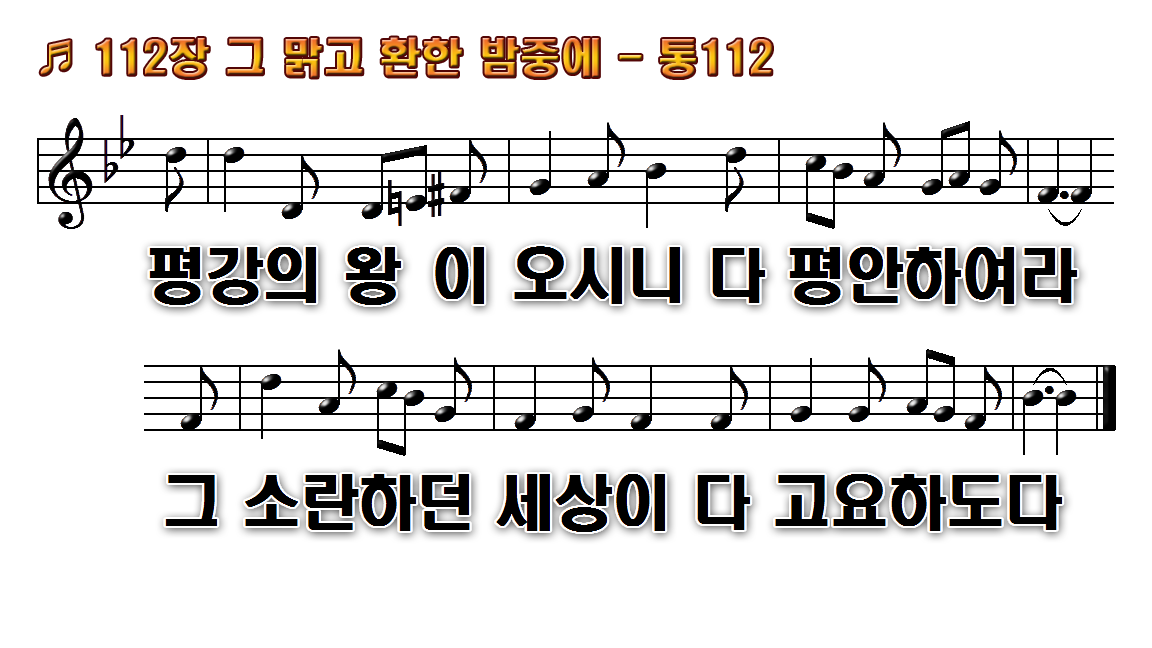 ♬ 112장 그 맑고 환한 밤중에 - 통112
평강의 왕 이 오시니 다 평안하여라
그 소란하던 세상이 다 고요하도다